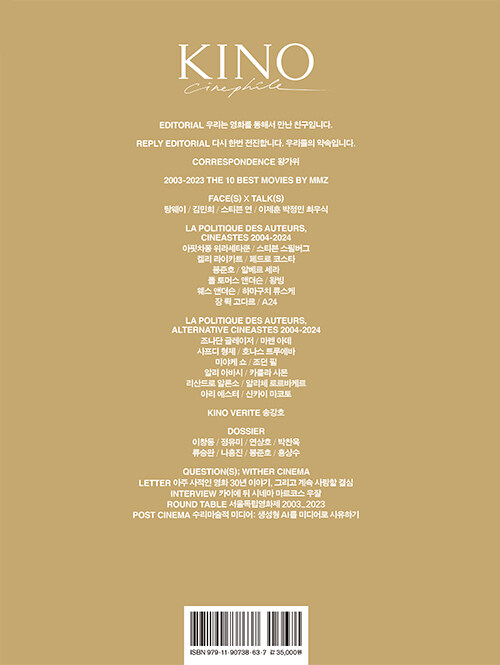 KINO
Cinephile
EDITORIAL 우리는 영화를 통해서 만난 친구입니다.
REPLY EDITORIAL 다시 한번 전진합니다. 우리들의 약속입니다.
CORRESPONDENCE 왕가위
2003-2023 THE 10 BEST MOVIES BY MMZ
FACE(S) X TALK(S)
탕웨이 / 김민희 / 스티븐 연 / 이제훈 박정민 최우식
LA POLITIQUE DES AUTEURS,
CINEASTES 2004-2024
아핏차퐁 위라세타쿤 / 스티븐 스필버그
켈리 라이카트 / 페드로 코스타
봉준호 / 알베르 세라
폴 토머스 앤더슨 / 왕빙
웨스 앤더슨 / 하마구치 류스케
장 뤽 고다르 / A24
LA POLITIQUE DES AUTEURS,
ALTERNATIVE CINEASTES 2004-2024
조나단 글레이저 / 마렌 아데
사프디 형제 / 호나스 트루에바
미야케 쇼 / 조던 필
알리 아바시 / 카를라 시몬
리산드로 알론소 / 알리체 로르바케르
아리 에스터 / 신카이 마코토
KINO VERITE 송강호
DOSSIER
이창동 / 정유미 / 연상호 / 박찬욱
류승완 / 나홍진 / 봉준호 / 홍상수
QUESTION(S); WITHER CINEMA
LETTER 아주 사적인 영화 30년 이야기, 그리고 계속 사랑할 결심
INTERVIEW 카이에 뒤 시네마 마르코스 우잘
ROUND TABLE 서울독립영화제 2003_2023
POST CINEMA 수리마술적 미디어: 생성형 AI를 미디어로 사유하기
ISBN 979-11-90738-63-7 값 35,000원